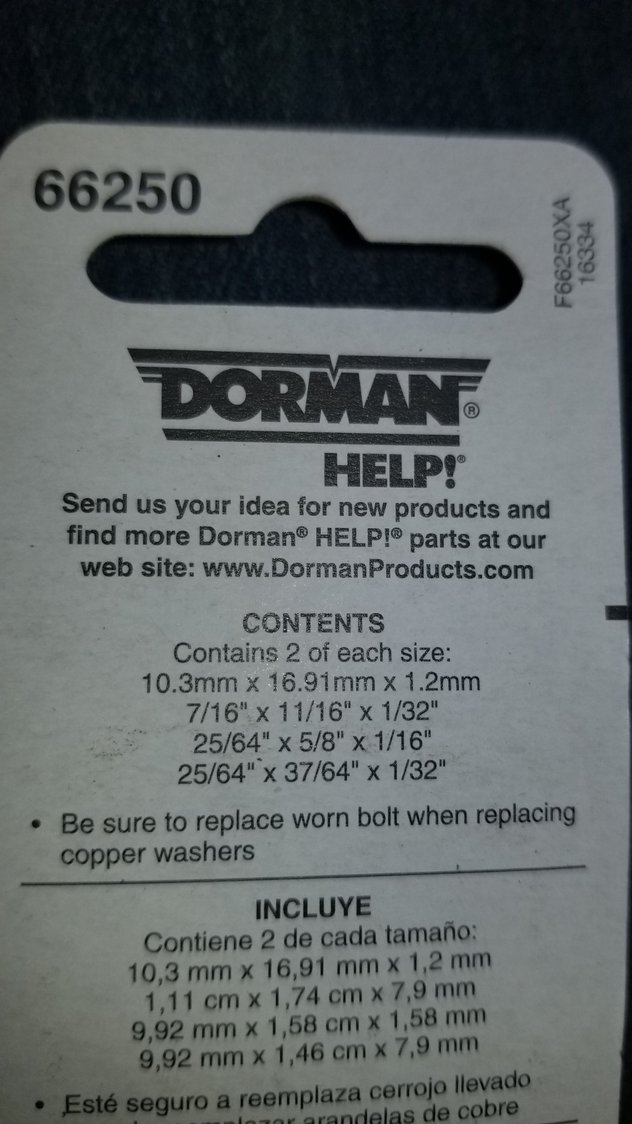 66250
F66250XA
16334
DORMAN®
HELP!®
Send us your idea for new products and
find more Dorman® HELP!® parts at our
web site: www.DormanProducts.com
CONTENTS
Contains 2 of each size:
10.3mm x 16.91mm x 1.2mm
7/16" x 11/16" x 1/32"
25/64" x 5/8" x 1/16"
25/64" x 37/64" x 1/32"
• Be sure to replace worn bolt when replacing
copper washers
INCLUYE
Contiene 2 de cada tamaño:
10,3 mm x 16,91 mm x 1,2 mm
1,11 cm x 1,74 cm x 7,9 mm
9,92 mm x 1,58 cm x 1,58 mm
9,92 mm x 1,46 cm x 7,9 mm
• Esté seguro a reemplaza cerrojo llevado
arandelas de cobre